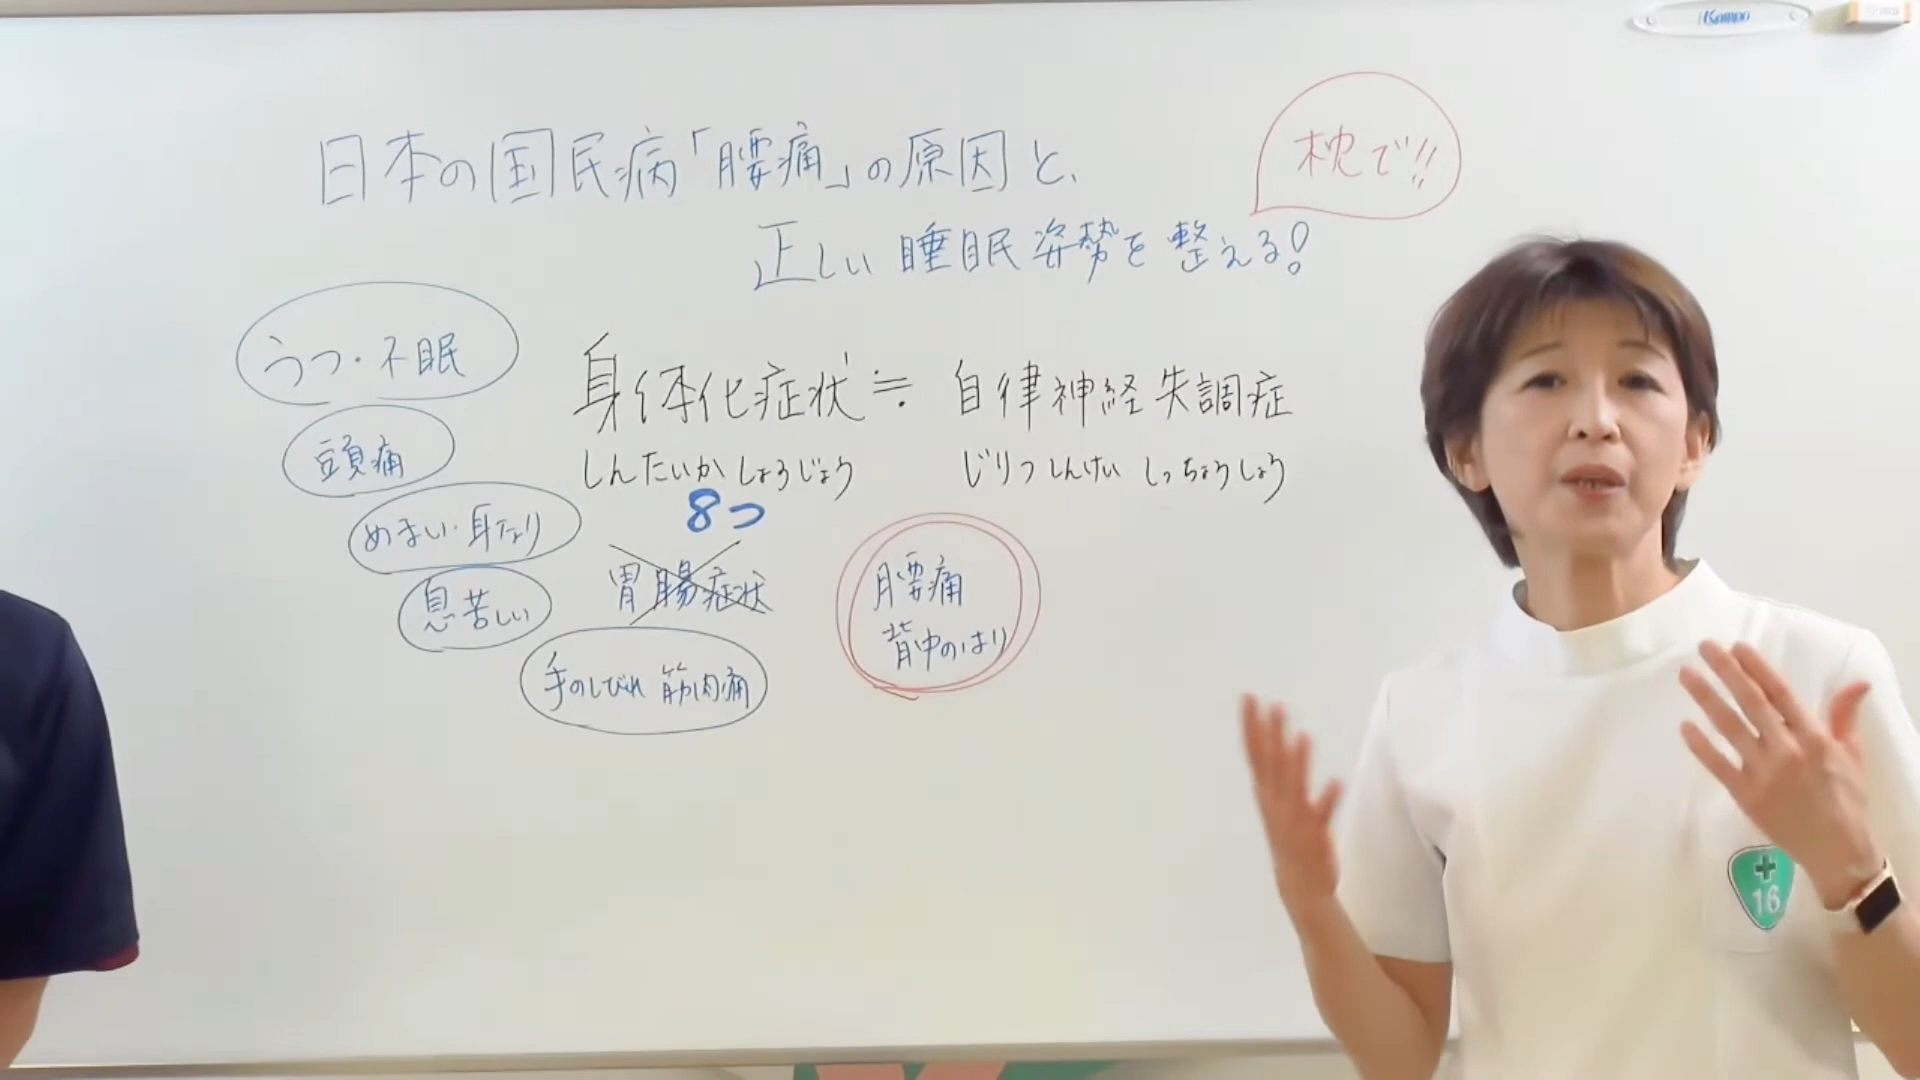 日本の国民病「腰痛」の原因と、
枕で!!
正しい睡眠姿勢を整える!
うつ・不眠
身体化症状≒自律神経失調症
しんたいかしょうじょう じりつしんけいしっちょうしょう
頭痛
8つ
めまい・耳なり
胃腸症状
腰痛
背中のはり
息苦しい
手のしびれ 筋肉痛
16